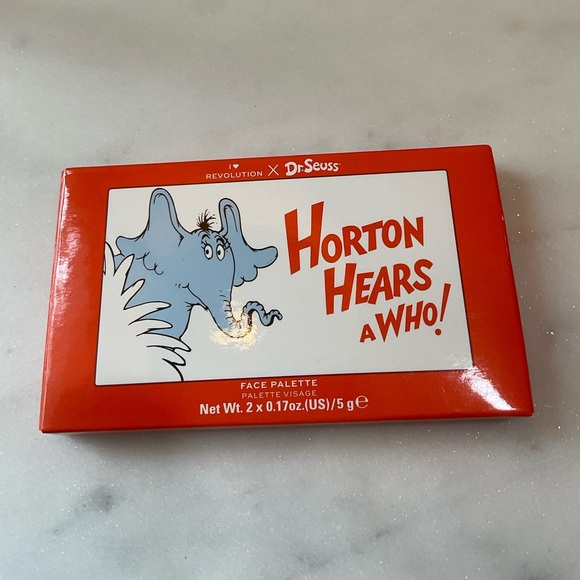 I ♥
REVOLUTION X Dr. Seuss
HORTON
HEARS
A WHO!
FACE PALETTE
PALETTE VISAGE
Net Wt. 2 x 0.17oz.(US)/5 g ℮